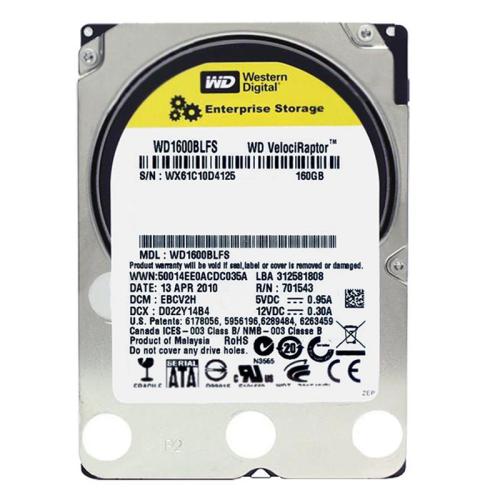 WD Western Digital®
Enterprise Storage
WD1600BLFS WD VelociRaptor™
S/N : WX61C10D4125 160GB
MDL : WD1600BLFS
Product warranty will be void if seal,label or cover is removed or damaged.
WWN:50014EE0ACDC035A LBA 312581808
DATE: 13 APR 2010 R/N : 701543
DCM : EBCV2H 5VDC 0.95A
DCX : D022Y14B4 12VDC 0.30A
U.S. Patents: 6178056, 5956196,6289484, 6263459
Canada ICES - 003 Class B/ NMB - 003 Classe B
Product of Malaysia RoHS
Do not cover any drive holes.
N3565
20
SERIAL
ATA
ZEP
P2